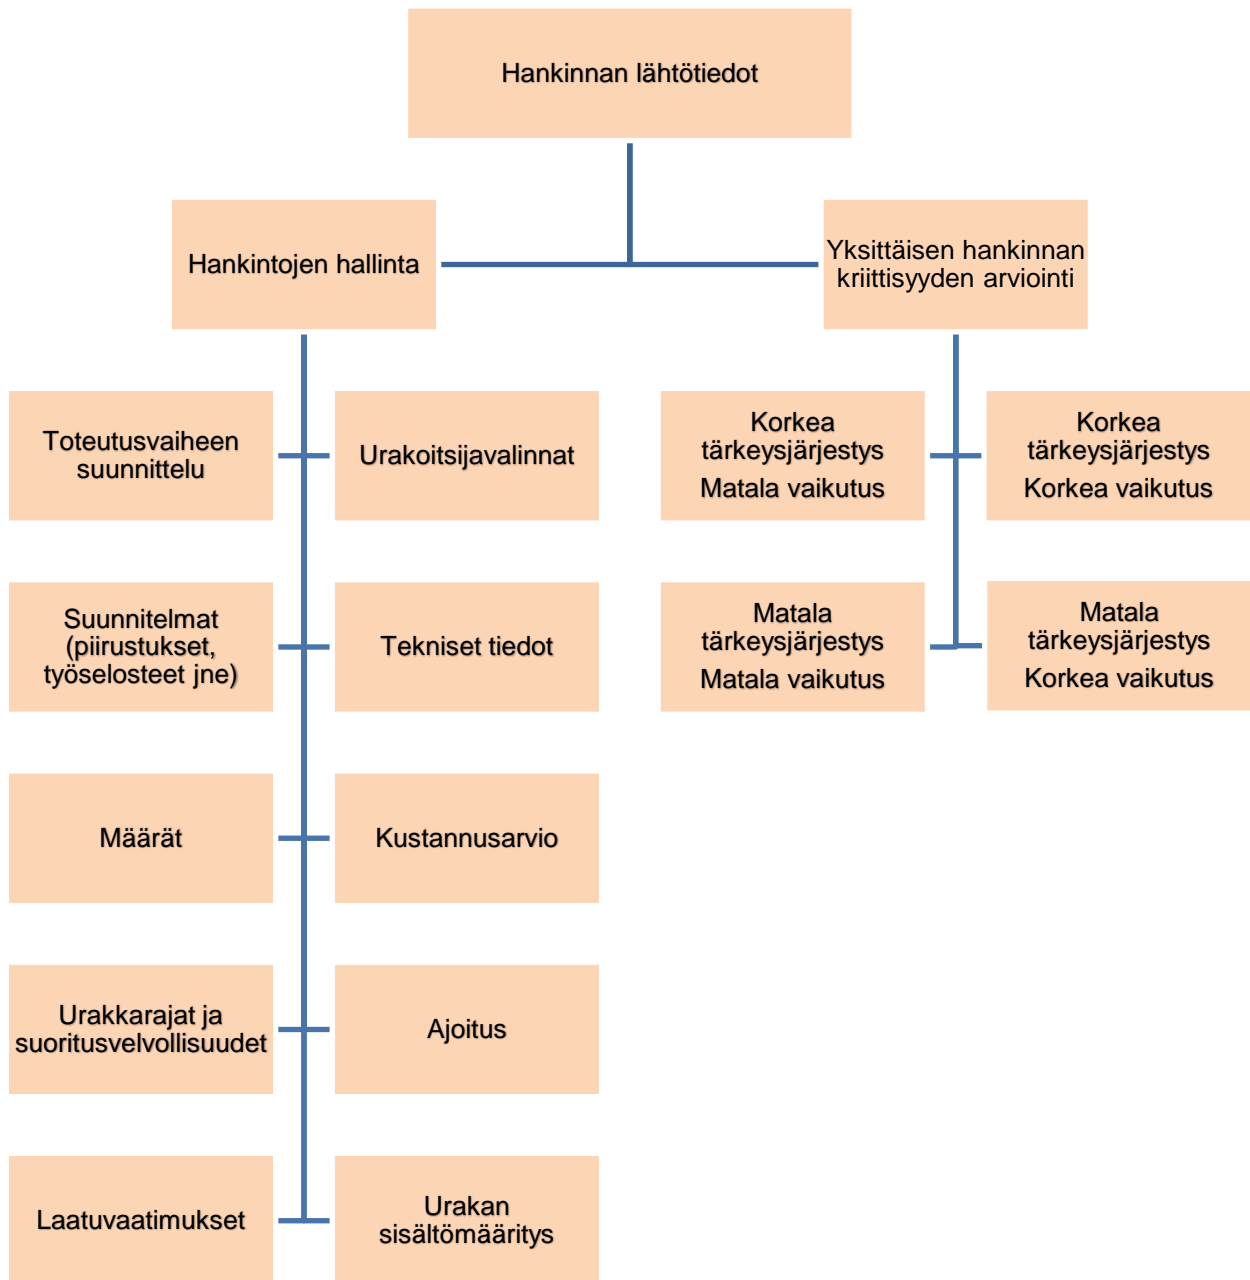 Hankinnan lähtötiedot
Hankintojen hallinta
Yksittäisen hankinnan
kriittisyyden arviointi
Toteutusvaiheen
suunnittelu
Urakoitsijavalinnat
Korkea
tärkeysjärjestys
Matala vaikutus
Korkea
tärkeysjärjestys
Korkea vaikutus
Suunnitelmat
(piirustukset,
työselosteet jne)
Tekniset tiedot
Matala
tärkeysjärjestys
Matala vaikutus
Matala
tärkeysjärjestys
Korkea vaikutus
Määrät
Kustannusarvio
Urakkarajat ja
suoritusvelvollisuudet
Ajoitus
Laatuvaatimukset
Urakan
sisältömääritys